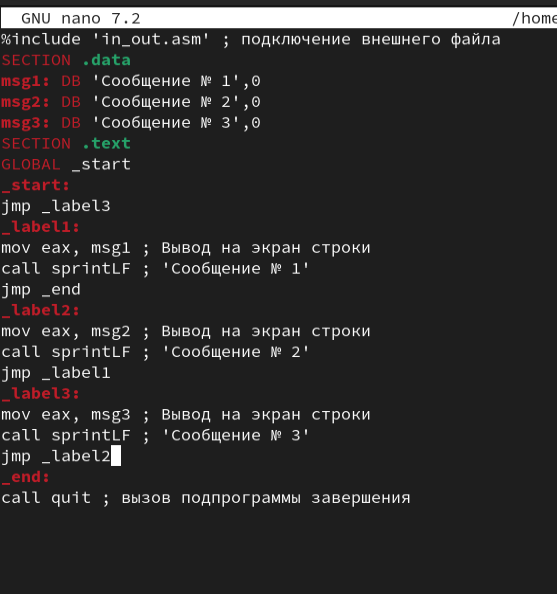 GNU nano 7.2 /home
%include 'in_out.asm' ; подключение внешнего файла
SECTION .data
msg1: DB 'Сообщение № 1',0
msg2: DB 'Сообщение № 2',0
msg3: DB 'Сообщение № 3',0
SECTION .text
GLOBAL _start
_start:
jmp _label3
_label1:
mov eax, msg1 ; Вывод на экран строки
call sprintLF ; 'Сообщение № 1'
jmp _end
_label2:
mov eax, msg2 ; Вывод на экран строки
call sprintLF ; 'Сообщение № 2'
jmp _label1
_label3:
mov eax, msg3 ; Вывод на экран строки
call sprintLF ; 'Сообщение № 3'
jmp _label2
_end:
call quit ; вызов подпрограммы завершения